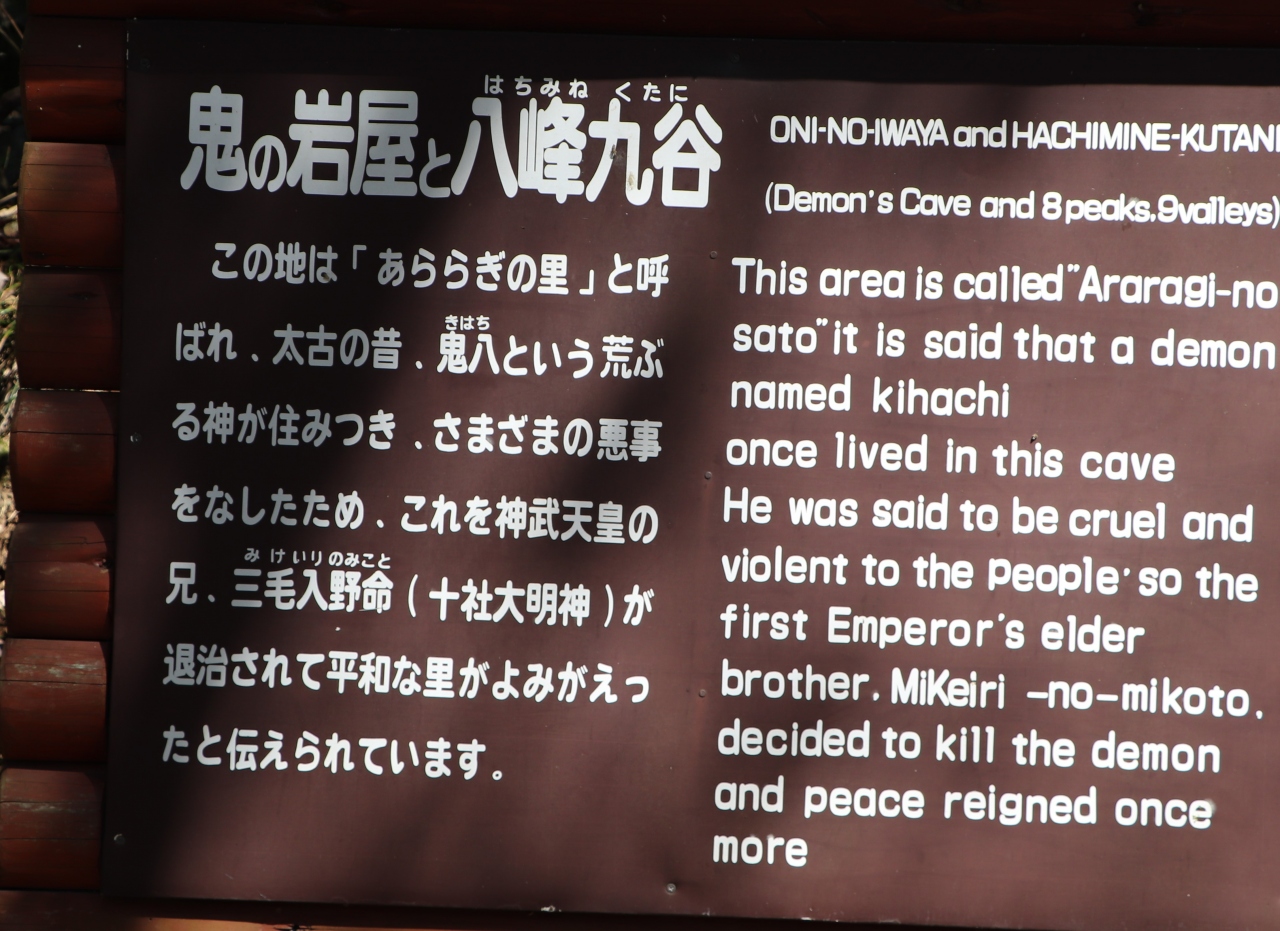 はちみね くたに
鬼の岩屋と八峰九谷
この地は「あららぎの里」と呼
ばれ、太古の昔、鬼八という荒ぶ
きはち
る神が住みつき、さまざまの悪事
をなしたため、これを神武天皇の
みけいりのみこと
兄、三毛入野命(十社大明神)が
退治されて平和な里がよみがえっ
たと伝えられています。
ONI-NO-IWAYA and HACHIMINE-KUTANI
(Demon's Cave and 8peaks.9valleys)
This area is called"Araragi-no
sato"it is said that a demon
named kihachi
once lived in this cave
He was said to be cruel and
violent to the People'so the
first Emperor's elder
brother. MiKeiri -no-mikoto.
decided to kill the demon
and peace reigned once
more